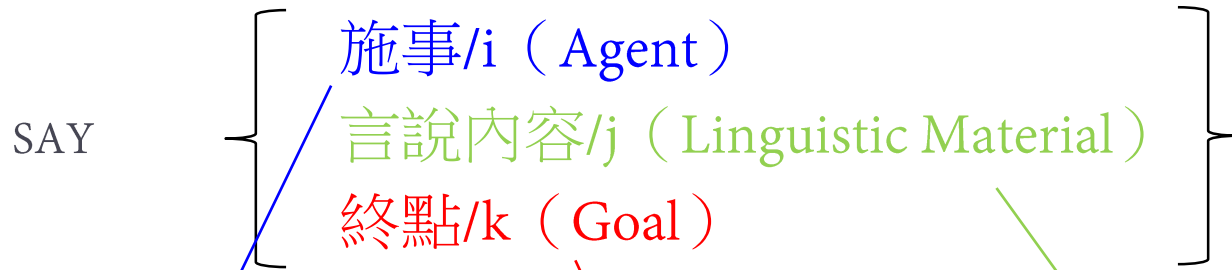 施事/i（Agent）
SAY
言說內容/j（Linguistic Material）
終點/k（Goal）